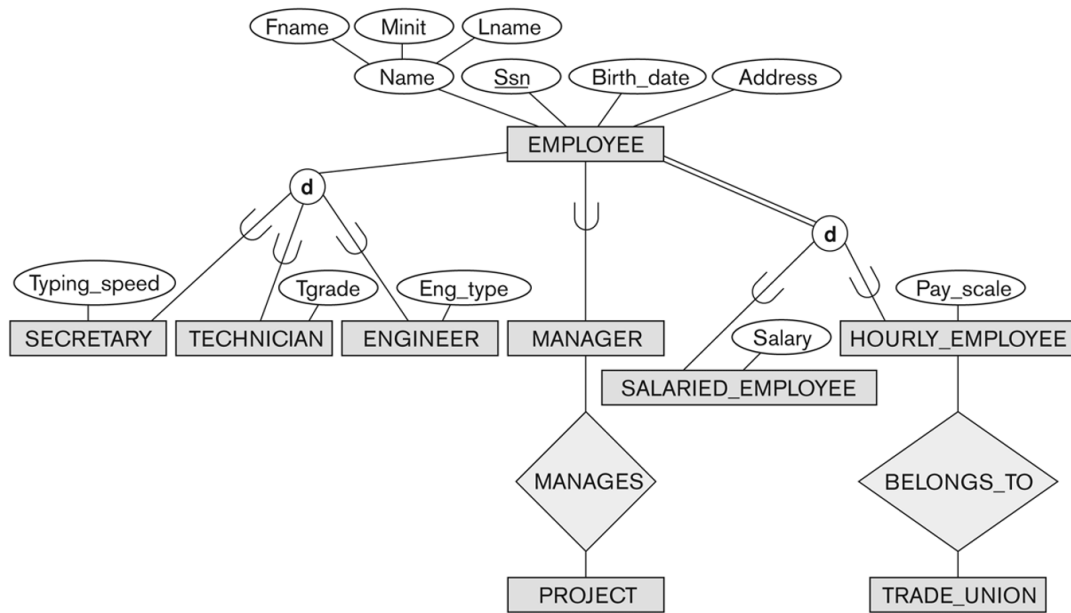 Fname
Minit
Lname
Name
Ssn
Birth_date
Address
EMPLOYEE
d
d
Typing_speed
Tgrade
Eng_type
Pay_scale
SECRETARY
TECHNICIAN
ENGINEER
MANAGER
Salary
HOURLY_EMPLOYEE
SALARIED_EMPLOYEE
MANAGES
BELONGS_TO
PROJECT
TRADE_UNION